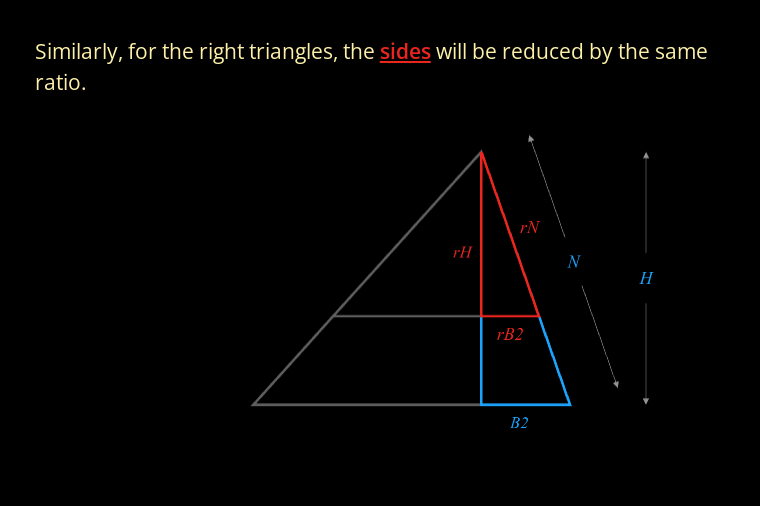 Similarly, for the right triangles, the sides will be reduced by the same
ratio.
rN
rH
N
H
rB2
B2